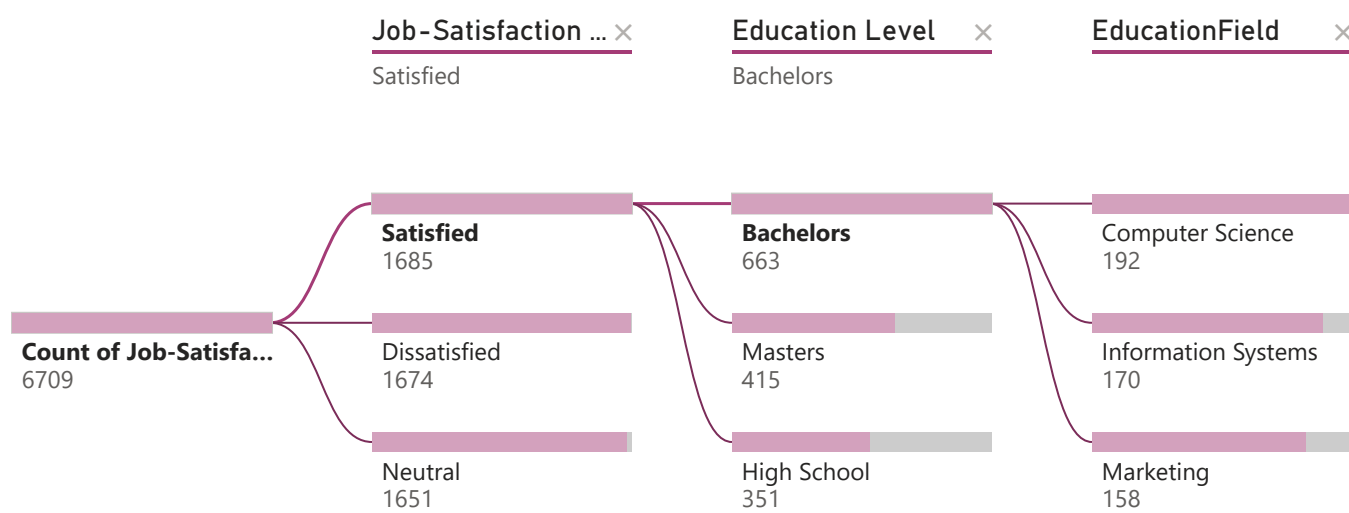 Job-Satisfaction ...
Education Level
EducationField
Satisfied
Bachelors
Satisfied
1685
Bachelors
663
Computer Science
192
Count of Job-Satisfa...
6709
Dissatisfied
1674
Masters
415
Information Systems
170
Neutral
1651
High School
351
Marketing
158